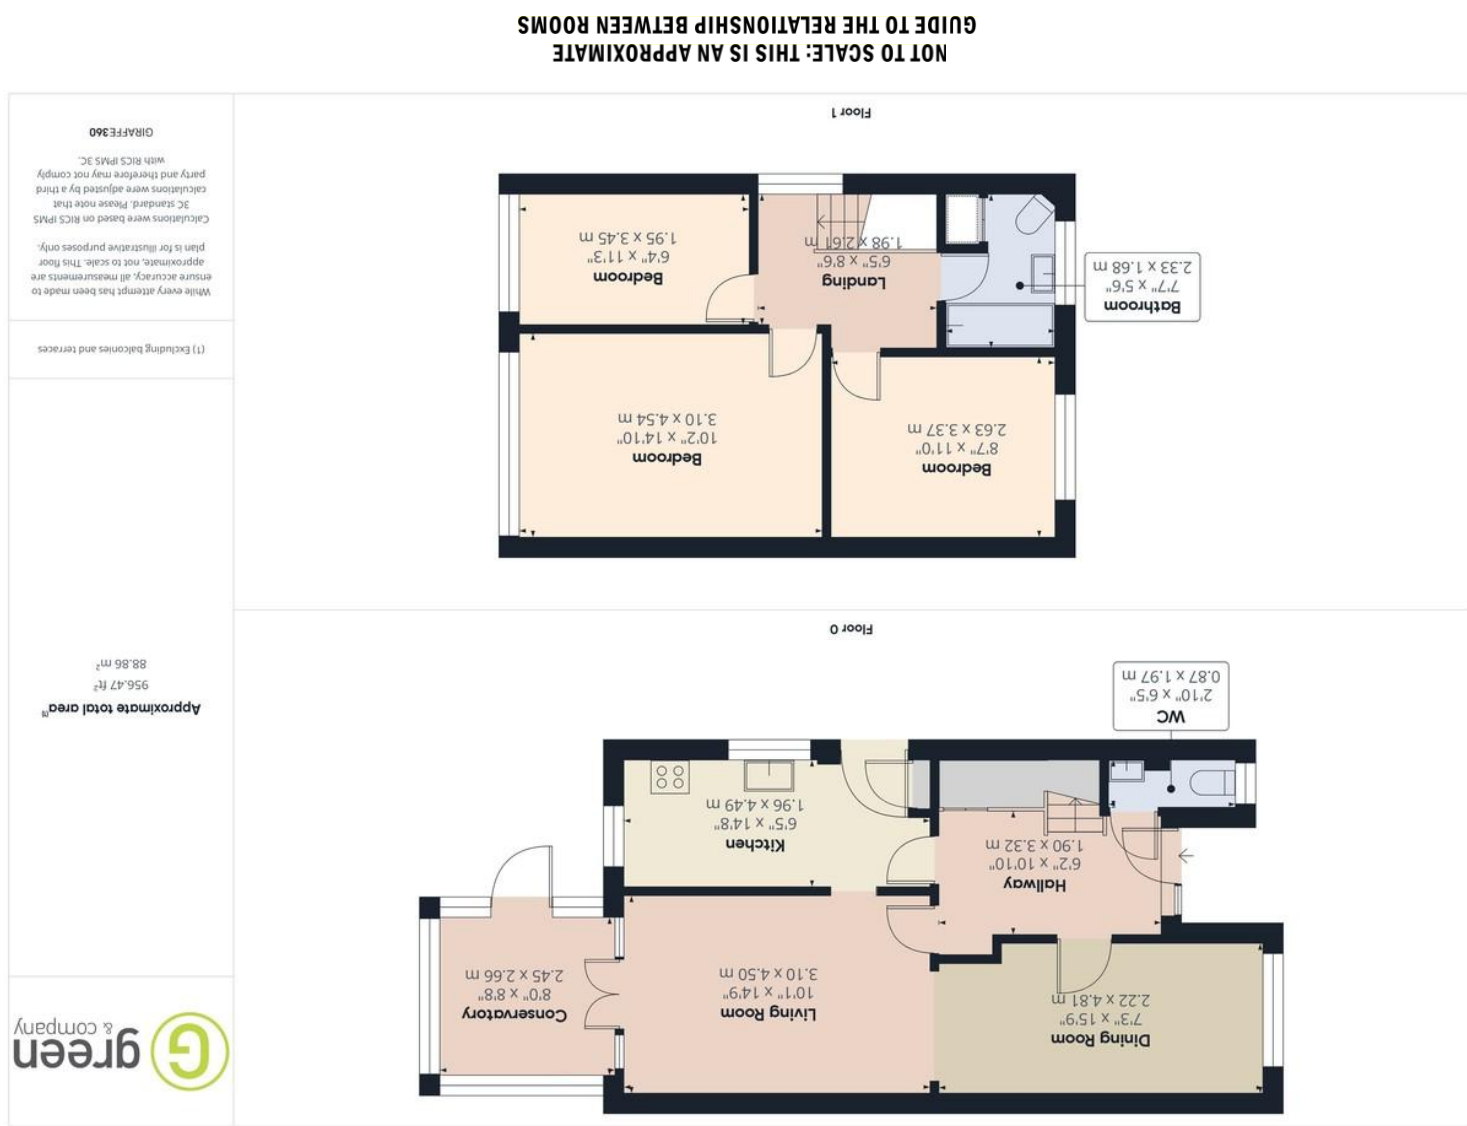 green
& company
Dining Room
7'3" x 15'9"
2.22 x 4.81 m
Living Room
10'1" x 14'9"
3.10 x 4.50 m
Conservatory
8'0" x 8'8"
2.45 x 2.66 m
Hallway
6'2" x 10'10"
1.90 x 3.32 m
Kitchen
6'5" x 14'8"
1.96 x 4.49 m
WC
2'10" x 6'5"
0.87 x 1.97 m
Floor 0
Approximate total area(1)
956.47 ft²
88.86 m²
Bedroom
8'7" x 11'0"
2.63 x 3.37 m
Bedroom
10'2" x 14'10"
3.10 x 4.54 m
Bathroom
7'7" x 5'6"
2.33 x 1.68 m
Landing
6'5" x 8'6"
1.98 x 2.61 m
Bedroom
6'4" x 11'3"
1.95 x 3.45 m
Floor 1
(1) Excluding balconies and terraces
While every attempt has been made to
ensure accuracy, all measurements are
approximate, not to scale. This floor
plan is for illustrative purposes only.
Calculations were based on RICS IPMS
3C standard. Please note that
calculations were adjusted by a third
party and therefore may not comply
with RICS IPMS 3C.
GIRAFFE360
NOT TO SCALE: THIS IS AN APPROXIMATE
GUIDE TO THE RELATIONSHIP BETWEEN ROOMS